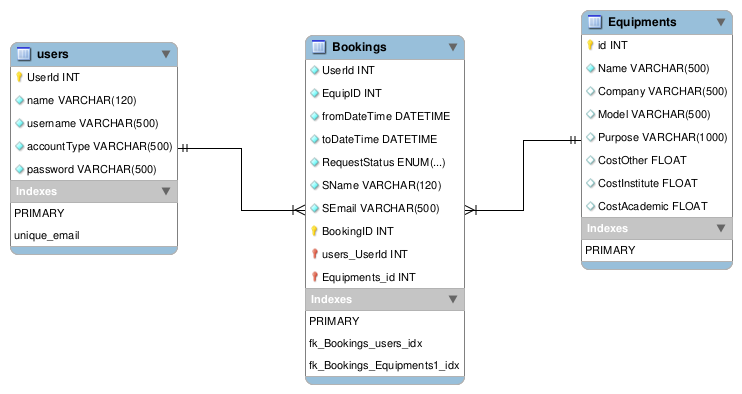 users
UserId INT
name VARCHAR(120)
username VARCHAR(500)
accountType VARCHAR(500)
password VARCHAR(500)
Indexes
PRIMARY
unique_email
Bookings
UserId INT
EquipID INT
fromDateTime DATETIME
toDateTime DATETIME
RequestStatus ENUM(...)
SName VARCHAR(120)
SEmail VARCHAR(500)
BookingID INT
users_UserId INT
Equipments_id INT
Indexes
PRIMARY
fk_Bookings_users_idx
fk_Bookings_Equipments1_idx
Equipments
id INT
Name VARCHAR(500)
Company VARCHAR(500)
Model VARCHAR(500)
Purpose VARCHAR(1000)
CostOther FLOAT
CostInstitute FLOAT
CostAcademic FLOAT
Indexes
PRIMARY